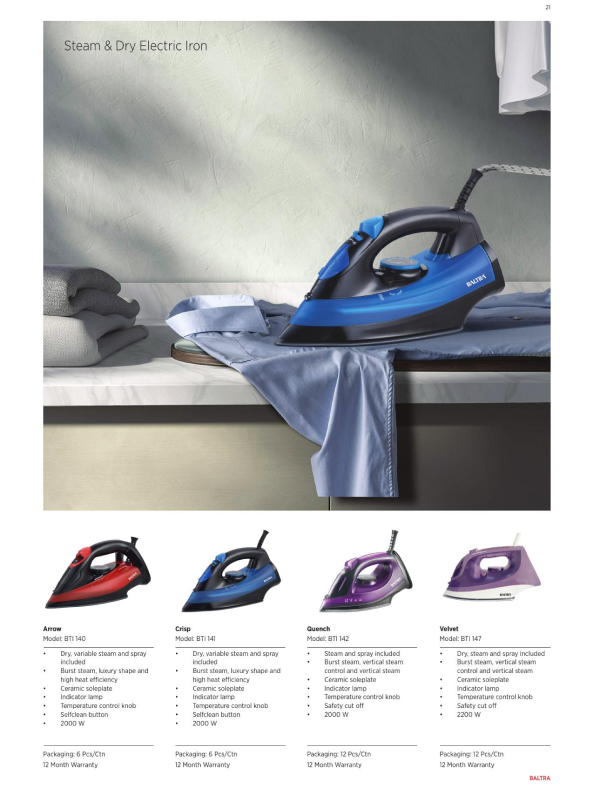 21
Steam & Dry Electric Iron
BALTRA
Arrow
Model: BTI 140
• Dry, variable steam and spray
included
• Burst steam, luxury shape and
high heat efficiency
• Ceramic soleplate
• Indicator lamp
• Temperature control knob
• Selfclean button
• 2000 W
Packaging: 6 Pcs/Ctn
12 Month Warranty
Crisp
Model: BTI 141
• Dry, variable steam and spray
included
• Burst steam, luxury shape and
high heat efficiency
• Ceramic soleplate
• Indicator lamp
• Temperature control knob
• Selfclean button
• 2000 W
Packaging: 6 Pcs/Ctn
12 Month Warranty
Quench
Model: BTI 142
• Steam and spray included
• Burst steam, vertical steam
control and vertical steam
• Ceramic soleplate
• Indicator lamp
• Temperature control knob
• Safety cut off
• 2000 W
Packaging: 12 Pcs/Ctn
12 Month Warranty
BALTRA
Velvet
Model: BTI 147
• Dry, steam and spray included
• Burst steam, vertical steam
control and vertical steam
• Ceramic soleplate
• Indicator lamp
• Temperature control knob
• Safety cut off
• 2200 W
Packaging: 12 Pcs/Ctn
12 Month Warranty
BALTRA